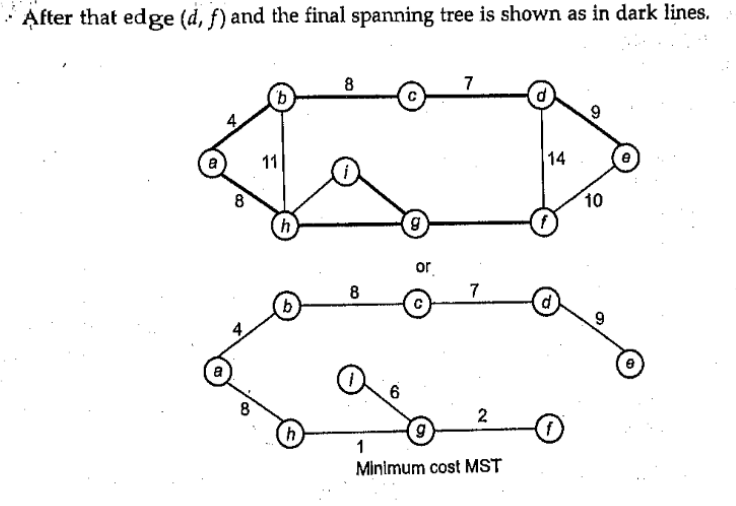 After that edge (d, f) and the final spanning tree is shown as in dark lines.
8 7
b c d
4 9
a 11 i 14 e
8 10
h g f
or
8 7
b c d
4 9
a i e
8 6
2
h g f
1
Minimum cost MST